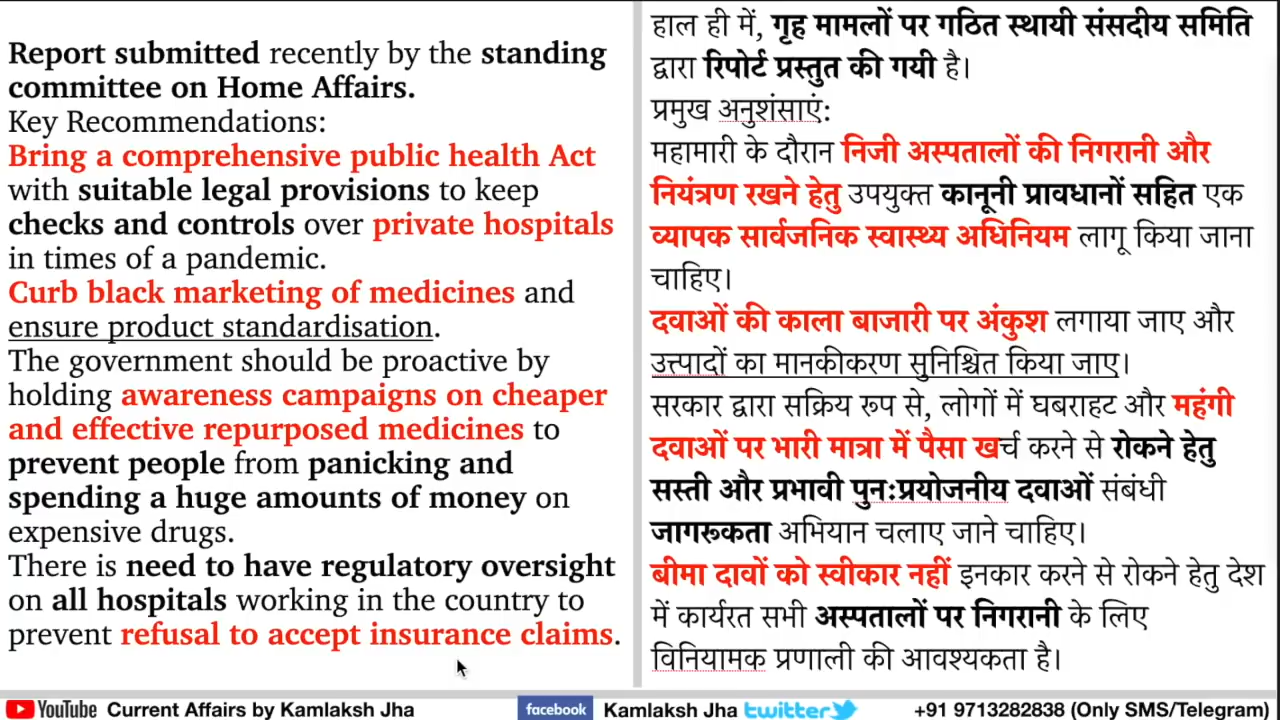 Report submitted recently by the standing
committee on Home Affairs.
Key Recommendations:
Bring a comprehensive public health Act
with suitable legal provisions to keep
checks and controls over private hospitals
in times of a pandemic.
Curb black marketing of medicines and
ensure product standardisation.
The government should be proactive by
holding awareness campaigns on cheaper
and effective repurposed medicines to
prevent people from panicking and
spending a huge amounts of money on
expensive drugs.
There is need to have regulatory oversight
on all hospitals working in the country to
prevent refusal to accept insurance claims.
हाल ही में, गृह मामलों पर गठित स्थायी संसदीय समिति
द्वारा रिपोर्ट प्रस्तुत की गयी है।
प्रमुख अनुशंसाएं:
महामारी के दौरान निजी अस्पतालों की निगरानी और
नियंत्रण रखने हेतु उपयुक्त कानूनी प्रावधानों सहित एक
व्यापक सार्वजनिक स्वास्थ्य अधिनियम लागू किया जाना
चाहिए।
दवाओं की काला बाजारी पर अंकुश लगाया जाए और
उत्त्पादों का मानकीकरण सुनिश्चित किया जाए।
सरकार द्वारा सक्रिय रूप से, लोगों में घबराहट और महंगी
दवाओं पर भारी मात्रा में पैसा खर्च करने से रोकने हेतु
सस्ती और प्रभावी पुनःप्रयोजनीय दवाओं संबंधी
जागरूकता अभियान चलाए जाने चाहिए।
बीमा दावों को स्वीकार नहीं इनकार करने से रोकने हेतु देश
में कार्यरत सभी अस्पतालों पर निगरानी के लिए
विनियामक प्रणाली की आवश्यकता है।
YouTube Current Affairs by Kamlaksh Jha facebook Kamlaksh Jha twitter +91 9713282838 (Only SMS/Telegram)